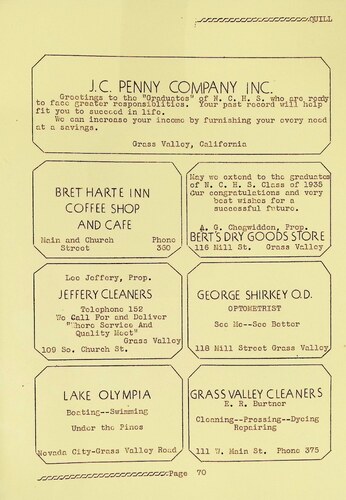 QUILL
J.C. PENNY COMPANY INC.
Greetings to the "Graduates" of N. C. H. S. who are ready
to face greater responsiblities. Your past record will help
fit you to succeed in life.
We can increase your income by furnishing your every need
at a savings.
Grass Valley, California
BRET HARTE INN
COFFEE SHOP
AND CAFE
Main and Church Phone
Street 360
May we extend to the graduates
of N. C. H. S. Class of 1935
Our congratulations and very
best wishes for a
successful future.
A. G. Chegwidden, Prop.
BERT'S DRY GOODS STORE
116 Mill St. Grass Valley
Leo Jeffery, Prop.
JEFFERY CLEANERS
Telephone 152
We Call For and Deliver
"Where Service And
Quality Meet"
Grass Valley
109 So. Church St.
GEORGE SHIRKEY O.D.
OPTOMETRIST
See Me--See Better
118 Mill Street Grass Valley
LAKE OLYMPIA
Boating--Swimming
Under the Pines
Nevada City-Grass Valley Road
GRASS VALLEY CLEANERS
E. R. Burtner
Cleaning--Pressing--Dyeing
Repairing
111 W. Main St. Phone 375
Page 70